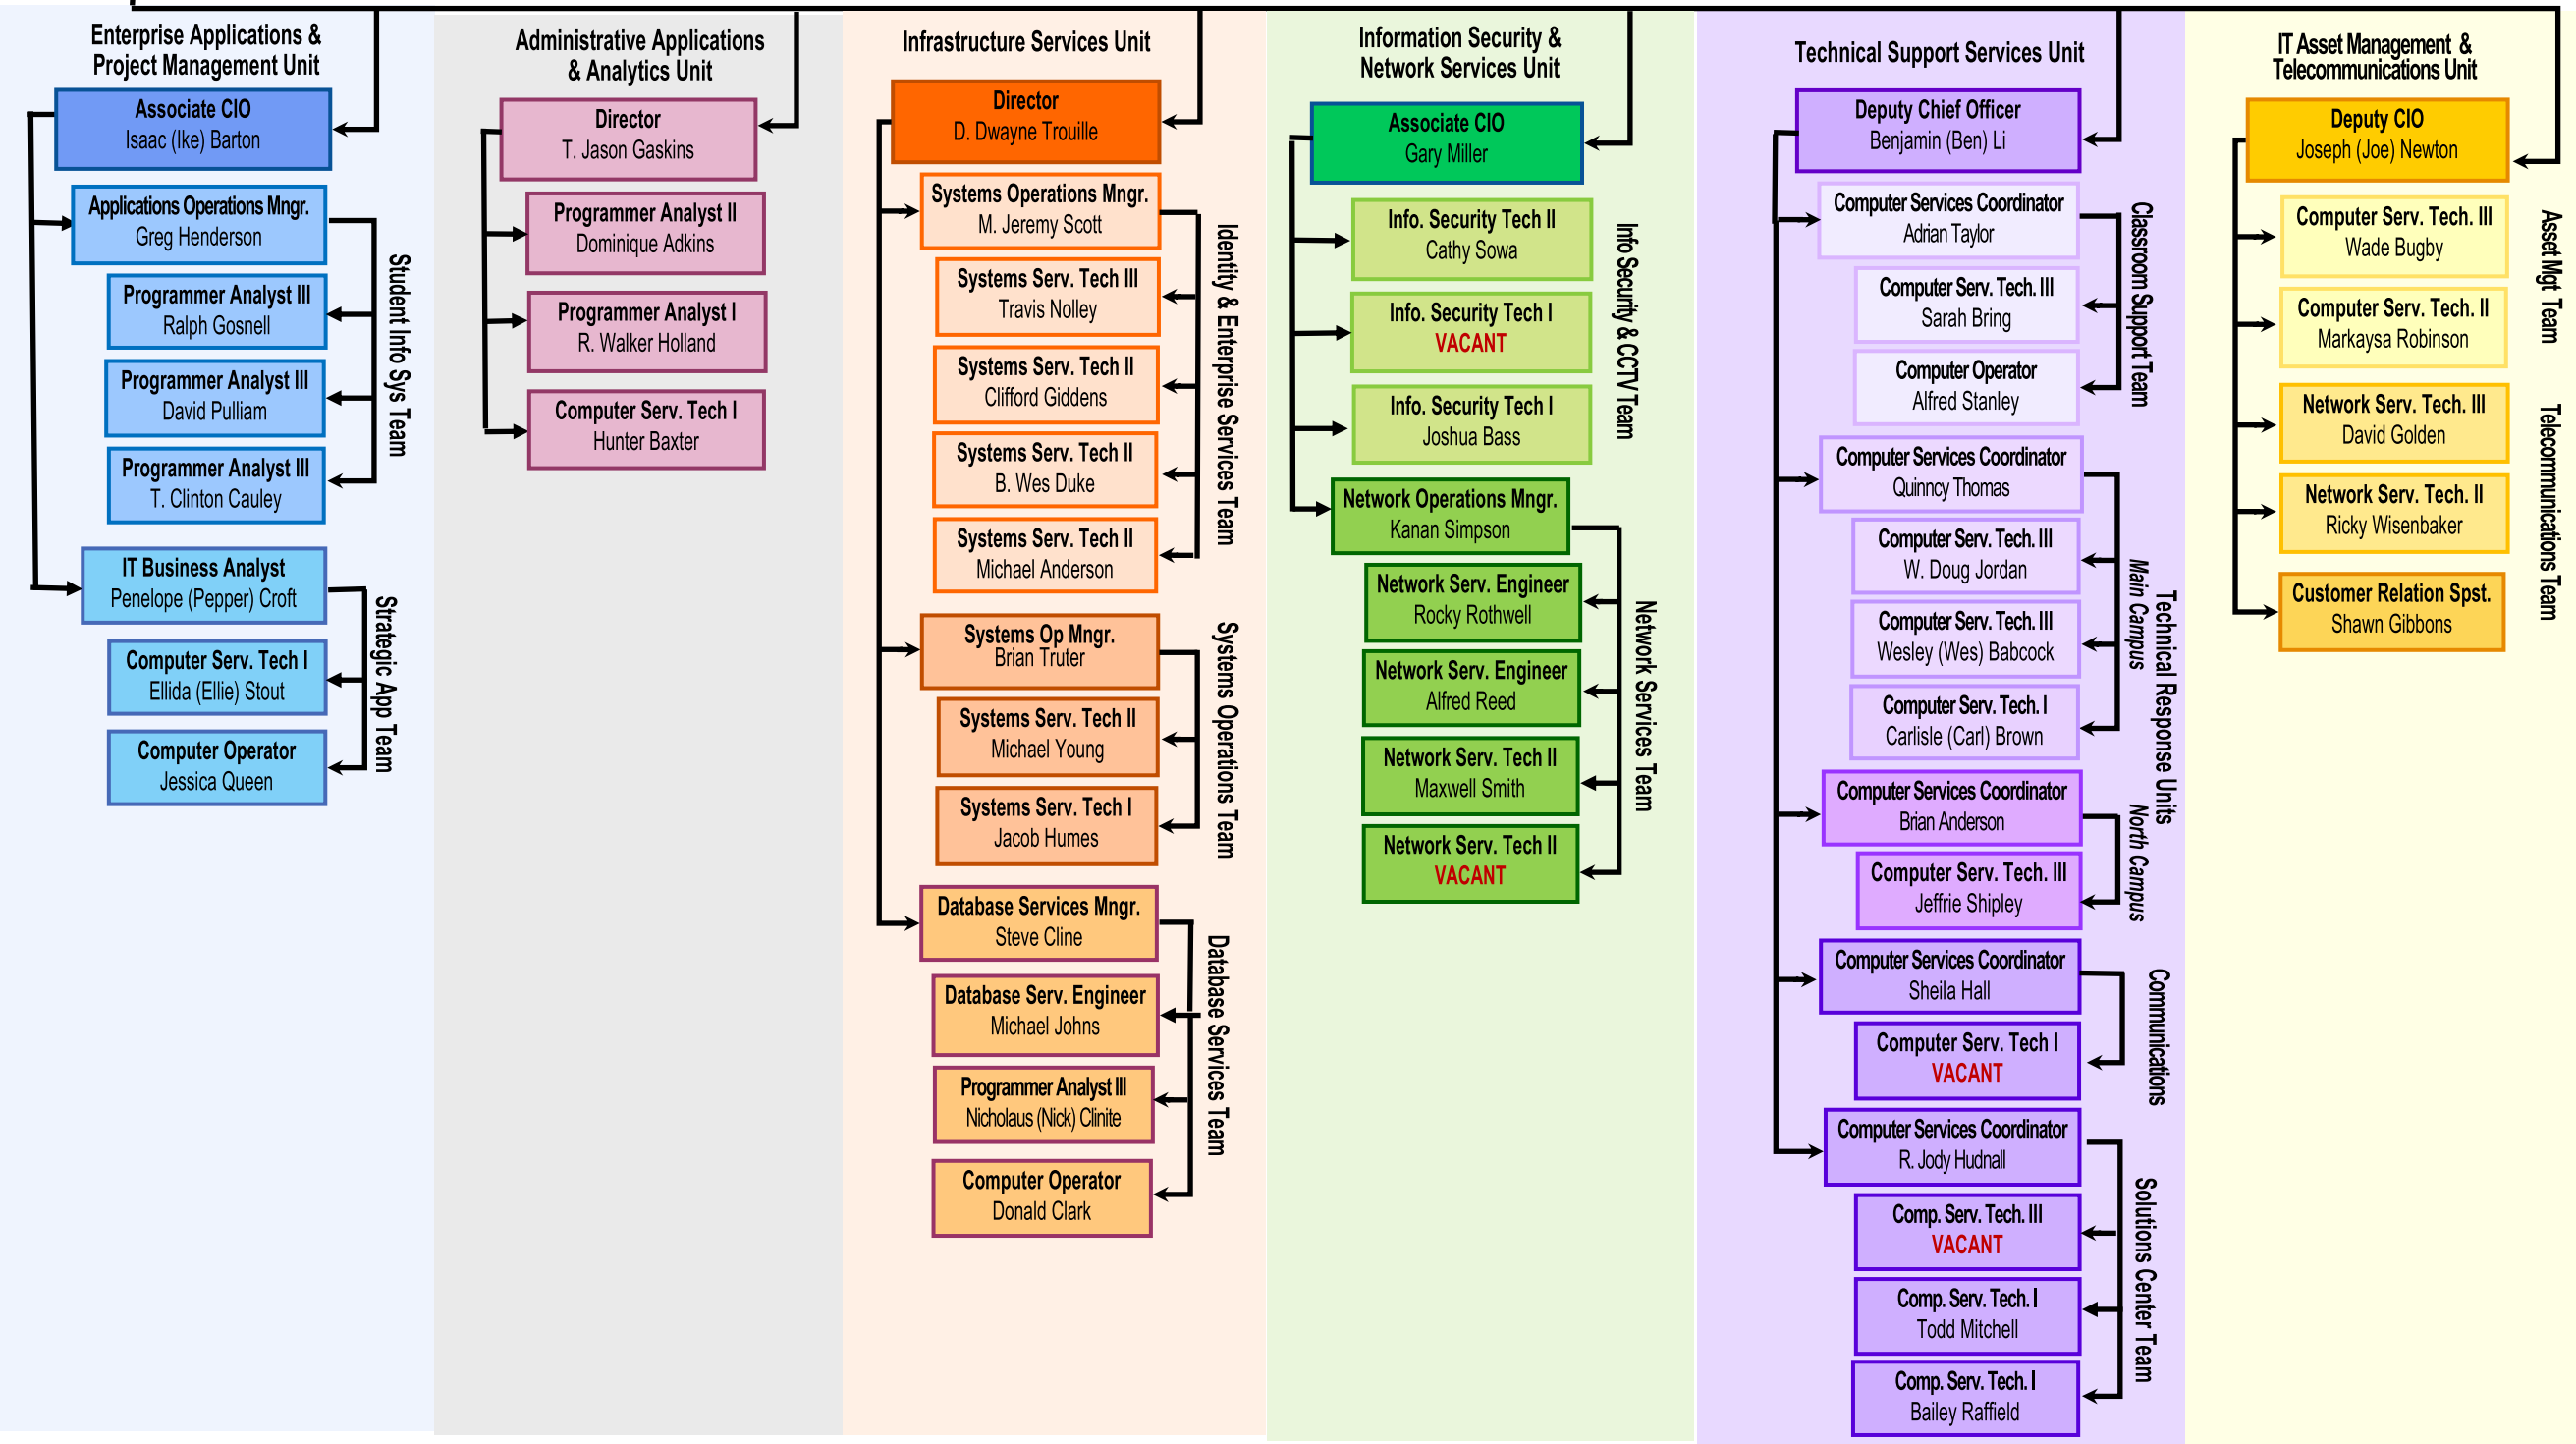 Enterprise Applications &
Project Management Unit
Associate CIO
Isaac (Ike) Barton
Applications Operations Mngr.
Greg Henderson
Programmer Analyst III
Ralph Gosnell
Programmer Analyst III
David Pulliam
Programmer Analyst III
T. Clinton Cauley
Student Info Sys Team
IT Business Analyst
Penelope (Pepper) Croft
Computer Serv. Tech I
Ellida (Ellie) Stout
Computer Operator
Jessica Queen
Strategic App Team
Administrative Applications
& Analytics Unit
Director
T. Jason Gaskins
Programmer Analyst II
Dominique Adkins
Programmer Analyst I
R. Walker Holland
Computer Serv. Tech I
Hunter Baxter
Infrastructure Services Unit
Director
D. Dwayne Trouille
Systems Operations Mngr.
M. Jeremy Scott
Systems Serv. Tech III
Travis Nolley
Systems Serv. Tech II
Clifford Giddens
Systems Serv. Tech II
B. Wes Duke
Systems Serv. Tech II
Michael Anderson
Identity & Enterprise Services Team
Systems Op Mngr.
Brian Truter
Systems Serv. Tech II
Michael Young
Systems Serv. Tech I
Jacob Humes
Systems Operations Team
Database Services Mngr.
Steve Cline
Database Serv. Engineer
Michael Johns
Programmer Analyst III
Nicholaus (Nick) Clinite
Computer Operator
Donald Clark
Database Services Team
Information Security &
Network Services Unit
Associate CIO
Gary Miller
Info. Security Tech II
Cathy Sowa
Info. Security Tech I
VACANT
Info. Security Tech I
Joshua Bass
Info Security & CCTV Team
Network Operations Mngr.
Kanan Simpson
Network Serv. Engineer
Rocky Rothwell
Network Serv. Engineer
Alfred Reed
Network Serv. Tech II
Maxwell Smith
Network Serv. Tech II
VACANT
Network Services Team
Technical Support Services Unit
Deputy Chief Officer
Benjamin (Ben) Li
Computer Services Coordinator
Adrian Taylor
Computer Serv. Tech. III
Sarah Bring
Computer Operator
Alfred Stanley
Classroom Support Team
Computer Services Coordinator
Quinncy Thomas
Computer Serv. Tech. III
W. Doug Jordan
Computer Serv. Tech. III
Wesley (Wes) Babcock
Computer Serv. Tech. I
Carlisle (Carl) Brown
Main Campus
Technical Response Units
Computer Services Coordinator
Brian Anderson
Computer Serv. Tech. III
Jeffrie Shipley
North Campus
Computer Services Coordinator
Sheila Hall
Computer Serv. Tech I
VACANT
Communications
Computer Services Coordinator
R. Jody Hudnall
Comp. Serv. Tech. III
VACANT
Comp. Serv. Tech. I
Todd Mitchell
Comp. Serv. Tech. I
Bailey Raffield
Solutions Center Team
IT Asset Management &
Telecommunications Unit
Deputy CIO
Joseph (Joe) Newton
Computer Serv. Tech. III
Wade Bugby
Computer Serv. Tech. II
Markaysa Robinson
Asset Mgt Team
Network Serv. Tech. III
David Golden
Network Serv. Tech. II
Ricky Wisenbaker
Customer Relation Spst.
Shawn Gibbons
Telecommunications Team